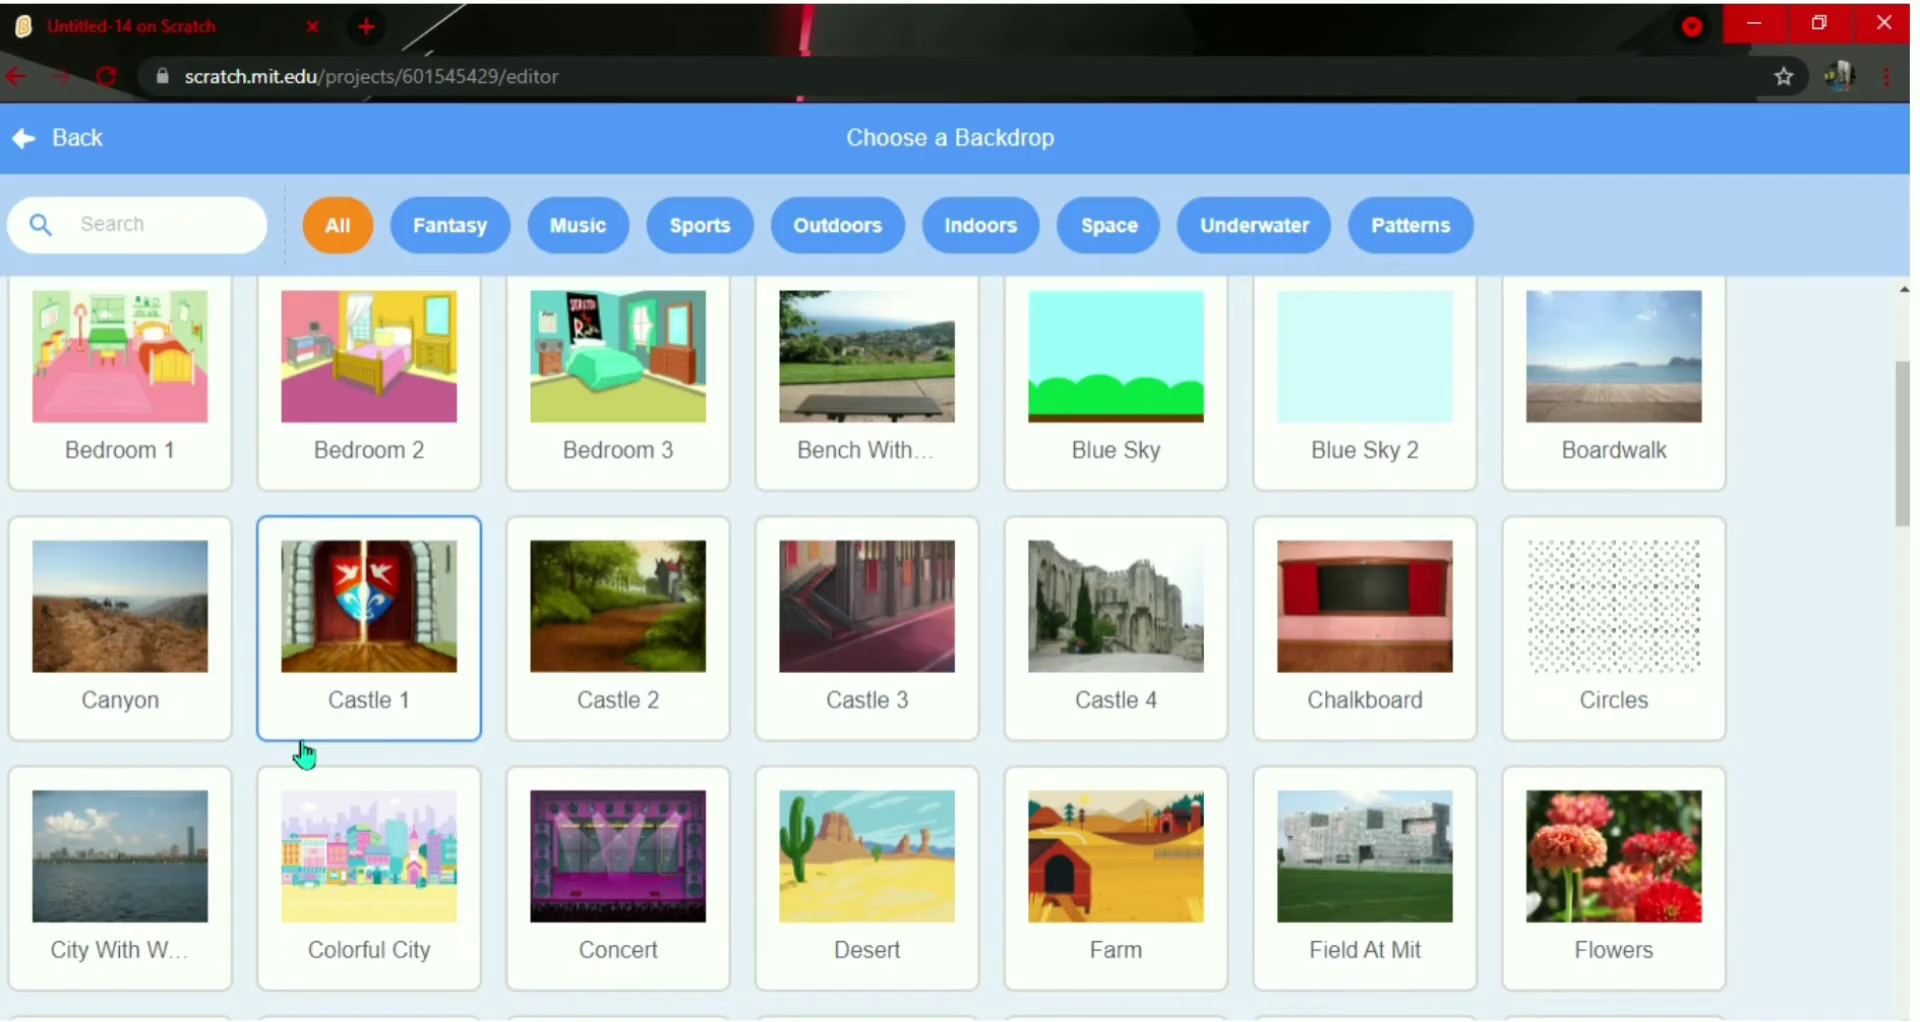 Untitled-14 on Scratch
scratch.mit.edu/projects/601545429/editor
Back
Choose a Backdrop
Search
All
Fantasy
Music
Sports
Outdoors
Indoors
Space
Underwater
Patterns
Bedroom 1
Bedroom 2
Bedroom 3
Bench With...
Blue Sky
Blue Sky 2
Boardwalk
Canyon
Castle 1
Castle 2
Castle 3
Castle 4
Chalkboard
Circles
City With W...
Colorful City
Concert
Desert
Farm
Field At Mit
Flowers